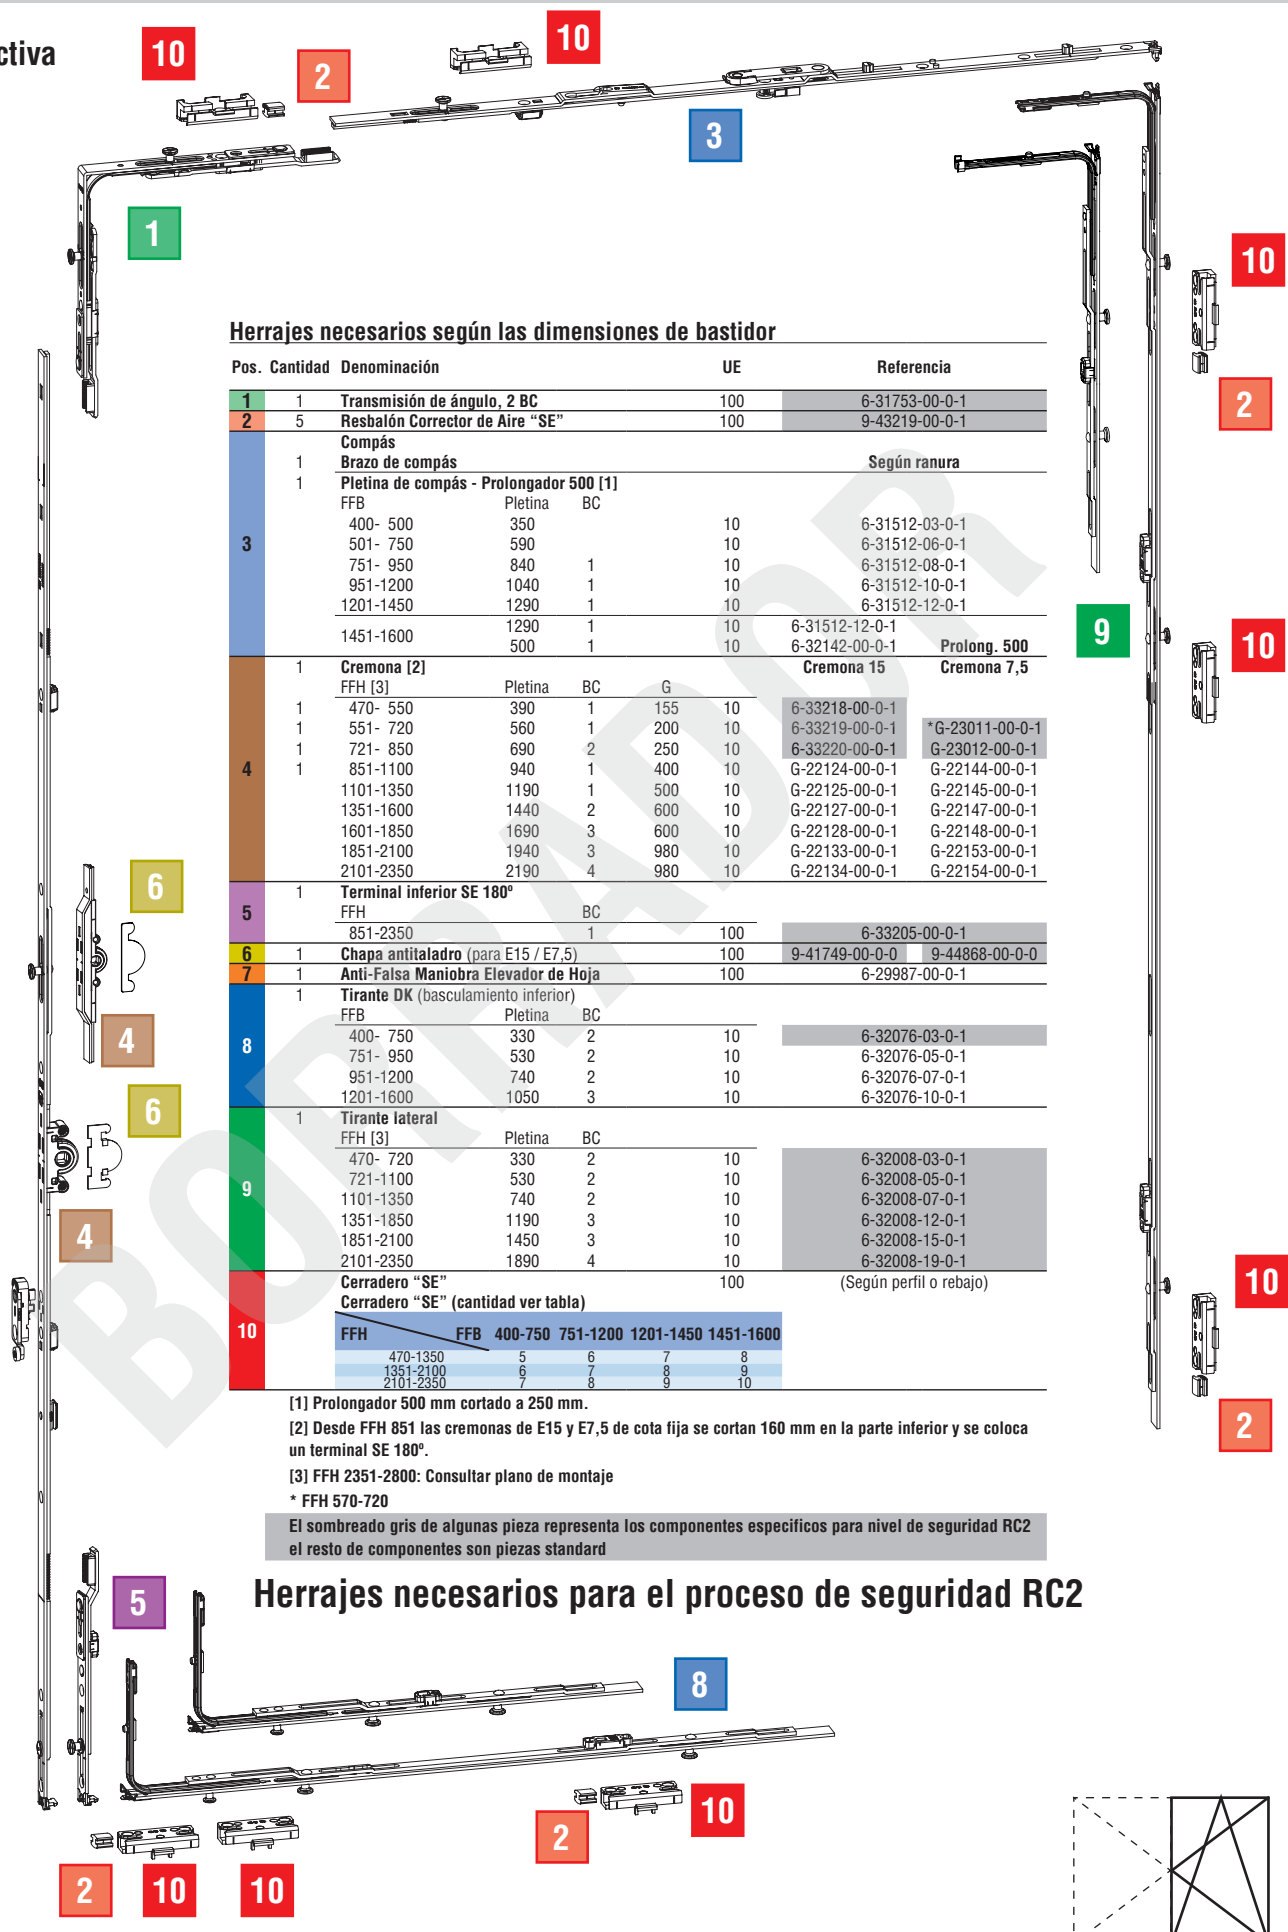 ctiva
10
10
2
3
1
10
2
Herrajes necesarios según las dimensiones de bastidor
Pos. Cantidad Denominación UE Referencia
1 1 Transmisión de ángulo, 2 BC 100 6-31753-00-0-1
2 5 Resbalón Corrector de Aire “SE” 100 9-43219-00-0-1
3
Compás
1 Brazo de compás Según ranura
1 Pletina de compás - Prolongador 500 [1]
FFB Pletina BC
400- 500 350 10 6-31512-03-0-1
501- 750 590 10 6-31512-06-0-1
751- 950 840 1 10 6-31512-08-0-1
951-1200 1040 1 10 6-31512-10-0-1
1201-1450 1290 1 10 6-31512-12-0-1
1451-1600 1290 1 10 6-31512-12-0-1
500 1 10 6-32142-00-0-1 Prolong. 500
4
1 Cremona [2] Cremona 15 Cremona 7,5
FFH [3] Pletina BC G
1 470- 550 390 1 155 10 6-33218-00-0-1
1 551- 720 560 1 200 10 6-33219-00-0-1 *G-23011-00-0-1
1 721- 850 690 2 250 10 6-33220-00-0-1 G-23012-00-0-1
1 851-1100 940 1 400 10 G-22124-00-0-1 G-22144-00-0-1
1101-1350 1190 1 500 10 G-22125-00-0-1 G-22145-00-0-1
1351-1600 1440 2 600 10 G-22127-00-0-1 G-22147-00-0-1
1601-1850 1690 3 600 10 G-22128-00-0-1 G-22148-00-0-1
1851-2100 1940 3 980 10 G-22133-00-0-1 G-22153-00-0-1
2101-2350 2190 4 980 10 G-22134-00-0-1 G-22154-00-0-1
5
1 Terminal inferior SE 180º
FFH BC
851-2350 1 100 6-33205-00-0-1
6 1 Chapa antitaladro (para E15 / E7,5) 100 9-41749-00-0-0 9-44868-00-0-0
7 1 Anti-Falsa Maniobra Elevador de Hoja 100 6-29987-00-0-1
8
1 Tirante DK (basculamiento inferior)
FFB Pletina BC
400- 750 330 2 10 6-32076-03-0-1
751- 950 530 2 10 6-32076-05-0-1
951-1200 740 2 10 6-32076-07-0-1
1201-1600 1050 3 10 6-32076-10-0-1
9
1 Tirante lateral
FFH [3] Pletina BC
470- 720 330 2 10 6-32008-03-0-1
721-1100 530 2 10 6-32008-05-0-1
1101-1350 740 2 10 6-32008-07-0-1
1351-1850 1190 3 10 6-32008-12-0-1
1851-2100 1450 3 10 6-32008-15-0-1
2101-2350 1890 4 10 6-32008-19-0-1
10
Cerradero “SE” 100 (Según perfil o rebajo)
Cerradero “SE” (cantidad ver tabla)
FFH FFB 400-750 751-1200 1201-1450 1451-1600
470-1350 5 6 7 8
1351-2100 6 7 8 9
2101-2350 7 8 9 10
[1] Prolongador 500 mm cortado a 250 mm.
[2] Desde FFH 851 las cremonas de E15 y E7,5 de cota fija se cortan 160 mm en la parte inferior y se coloca
un terminal SE 180º.
[3] FFH 2351-2800: Consultar plano de montaje
* FFH 570-720
El sombreado gris de algunas pieza representa los componentes especificos para nivel de seguridad RC2
el resto de componentes son piezas standard
BORRADOR
9
10
6
4
6
4
10
2
Herrajes necesarios para el proceso de seguridad RC2
5
8
10
2
2
10
10